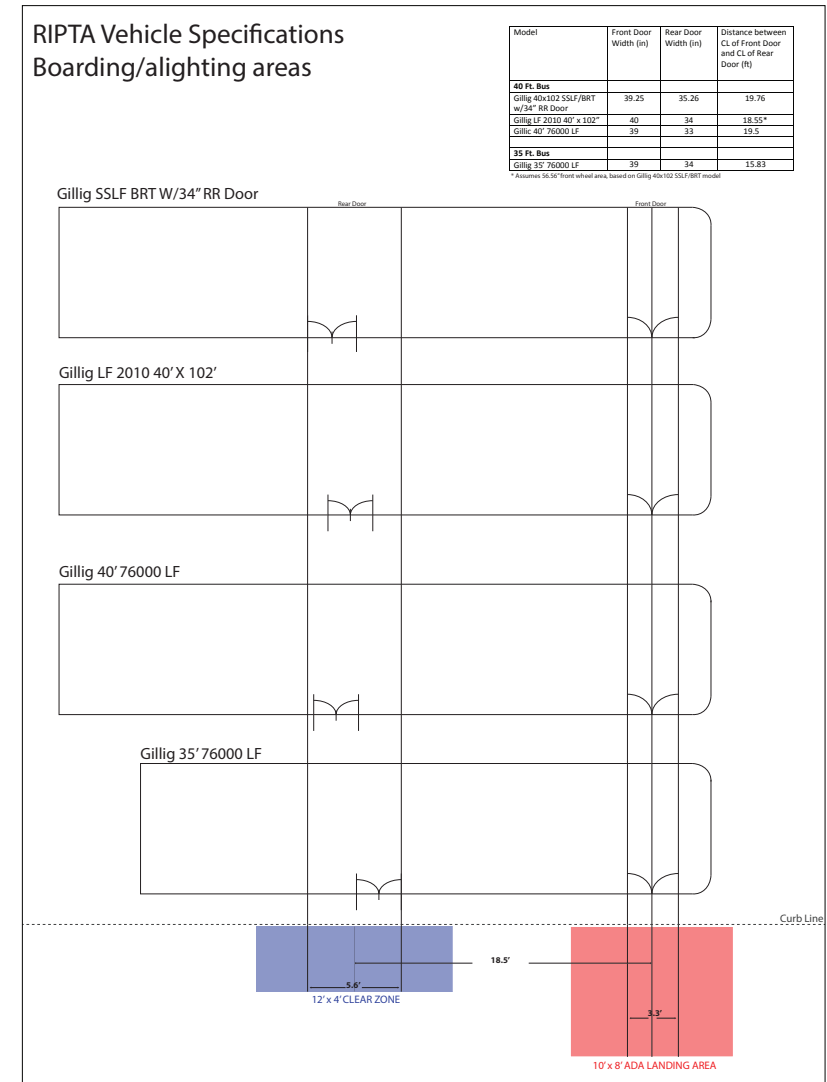 RIPTA Vehicle Specifications
Boarding/alighting areas
Model Front Door Width (in) Rear Door Width (in) Distance between CL of Front Door and CL of Rear Door (ft)
40 Ft. Bus
Gillig 40x102 SSLF/BRT w/34” RR Door 39.25 35.26 19.76
Gillig LF 2010 40’ x 102” 40 34 18.55*
Gillic 40’ 76000 LF 39 33 19.5
35 Ft. Bus
Gillig 35’ 76000 LF 39 34 15.83
* Assumes 56.56” front wheel area, based on Gillig 40x102 SSLF/BRT model
Gillig SSLF BRT W/34” RR Door
Rear Door
Front Door
Gillig LF 2010 40’ X 102’
Gillig 40’ 76000 LF
Gillig 35’ 76000 LF
Curb Line
18.5’
5.6’
12’ x 4’ CLEAR ZONE
3.3’
10’ x 8’ ADA LANDING AREA